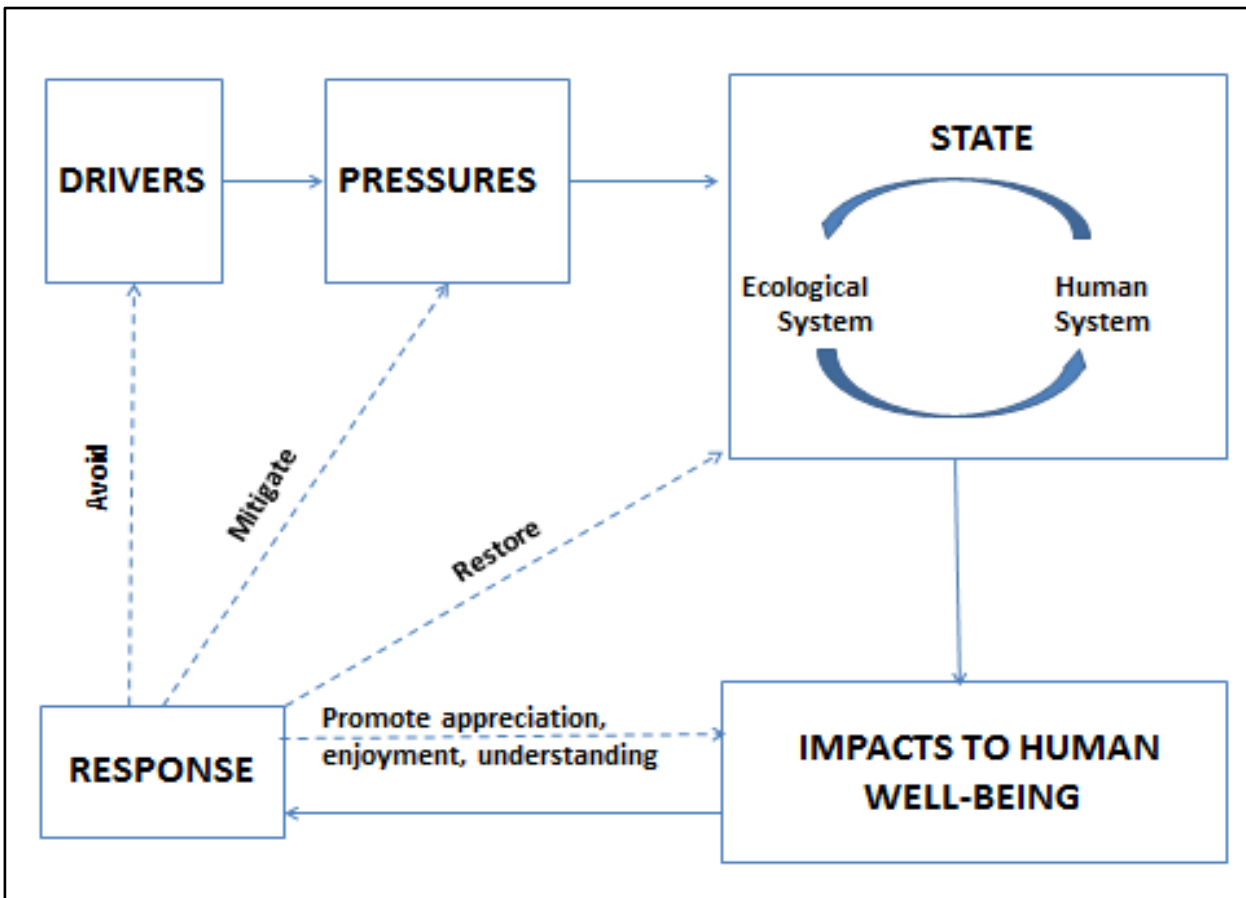 DRIVERS
PRESSURES
STATE
Ecological
System
Human
System
Avoid
Mitigate
Restore
RESPONSE
Promote appreciation,
enjoyment, understanding
IMPACTS TO HUMAN
WELL-BEING